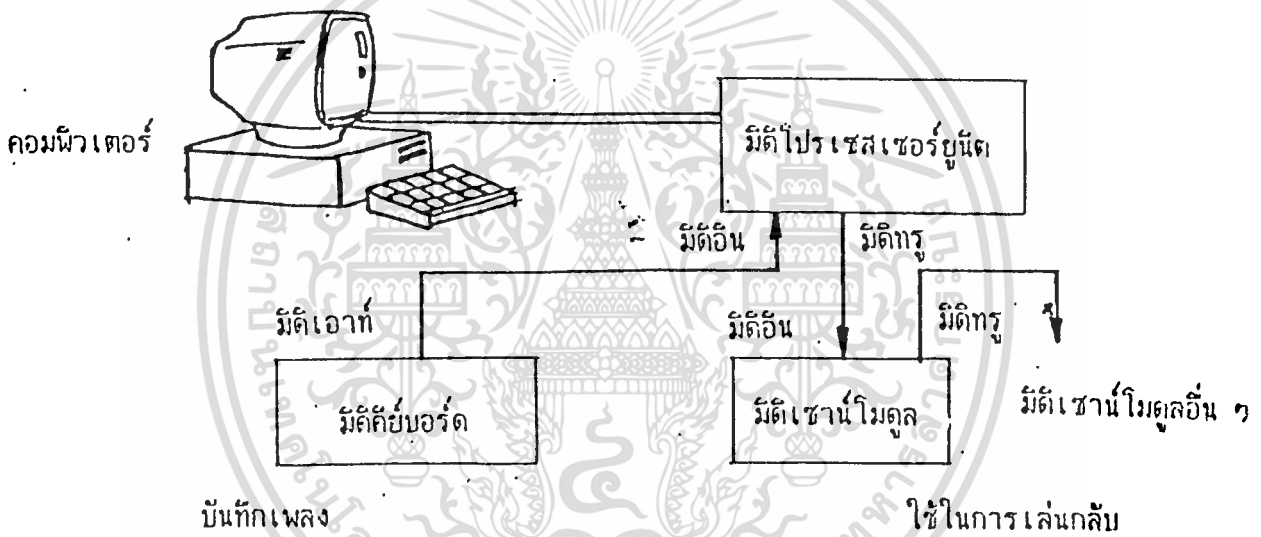 คอมพิวเตอร์
มิดีโปรเซสเซอร์ยูนิต
มิดีอิน
มิดีทรู
มิดีเอาท์
มิดีอิน
มิดีทรู
มิดีคีย์บอร์ด
มิดีเซาน์โมดูล
มิดีเซาน์โมดูลอื่น ๆ
บันทึกเพลง
ใช้ในการเล่นกลับ